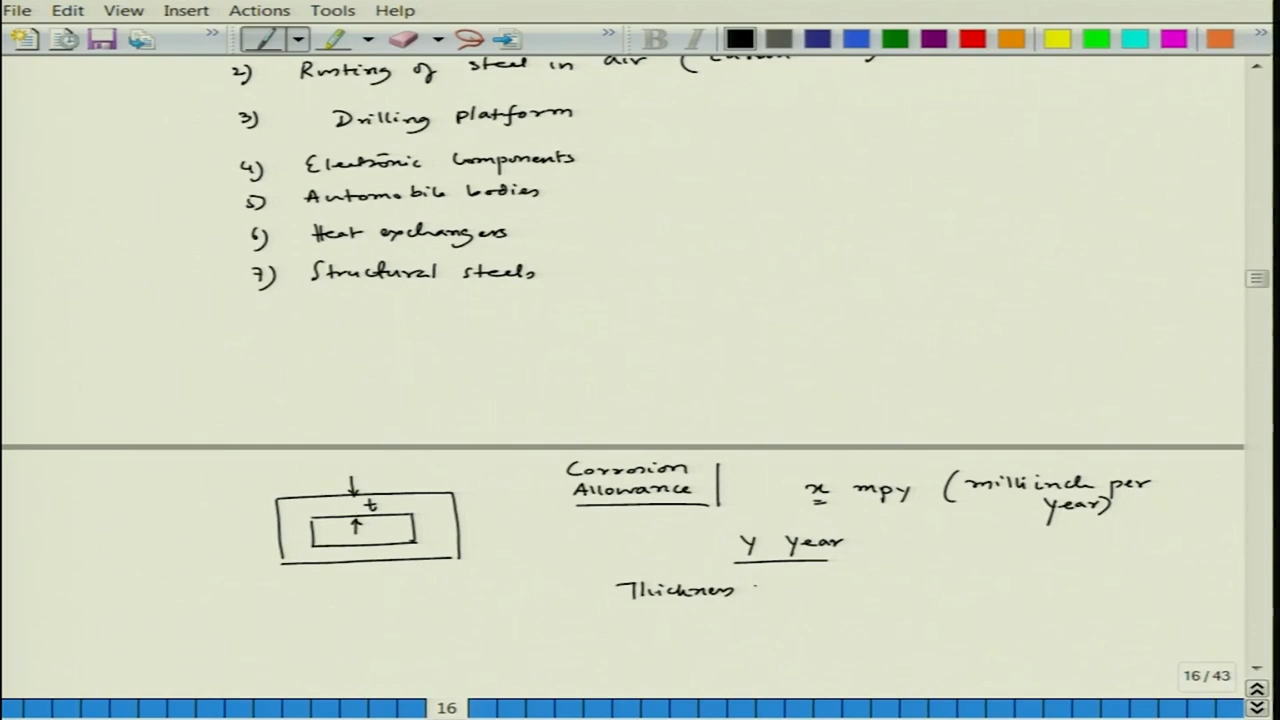 File Edit View Insert Actions Tools Help
B I
2) Rusting of steel in air (
3) Drilling platform
4) Electronic components
5) Automobile bodies
6) Heat exchangers
7) Structural steels
t
Corrosion
Allowance
x mpy (milli inch per
year)
y year
Thickness
16/43
16